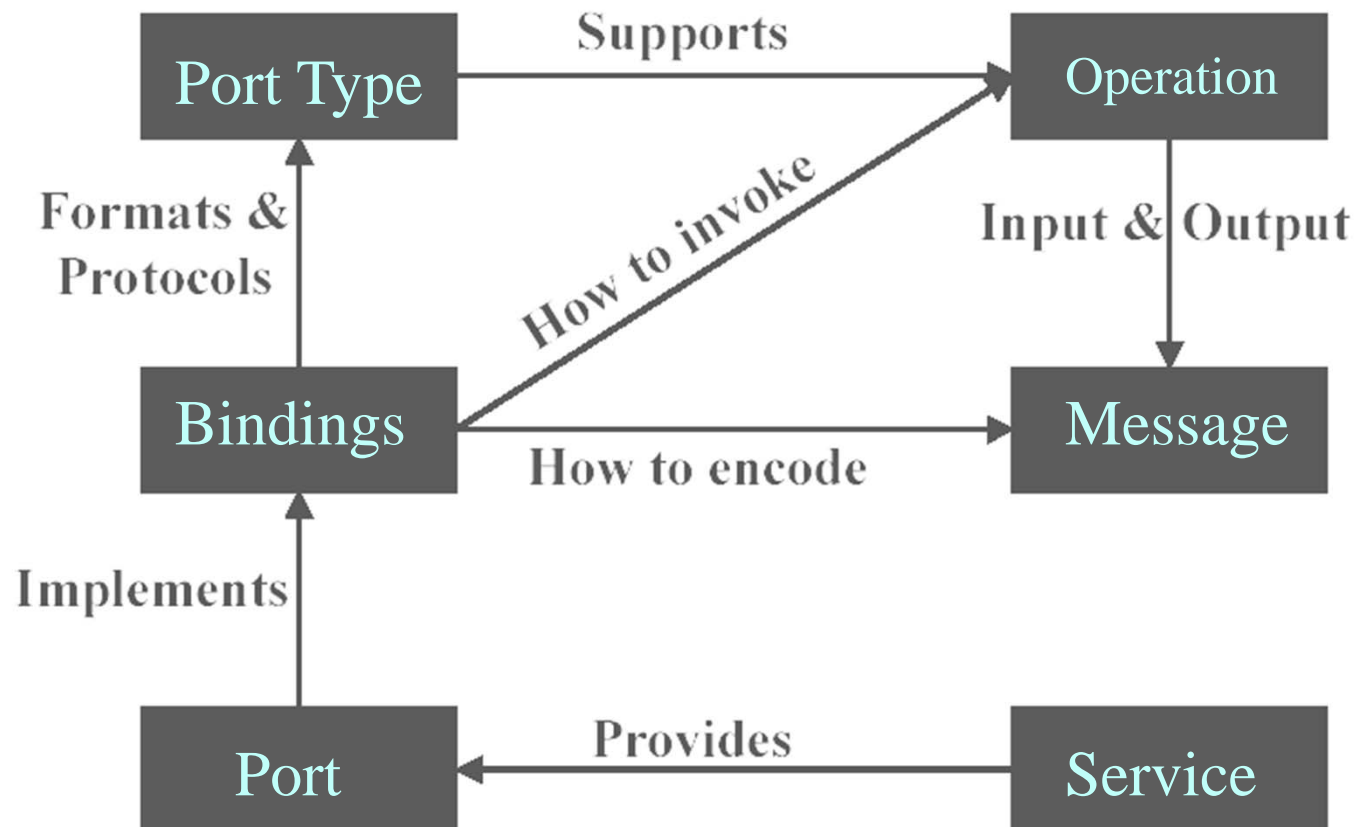 Supports
Port Type
Operation
Formats &
Protocols
How to invoke
Input & Output
Bindings
Message
How to encode
Implements
Provides
Port
Service